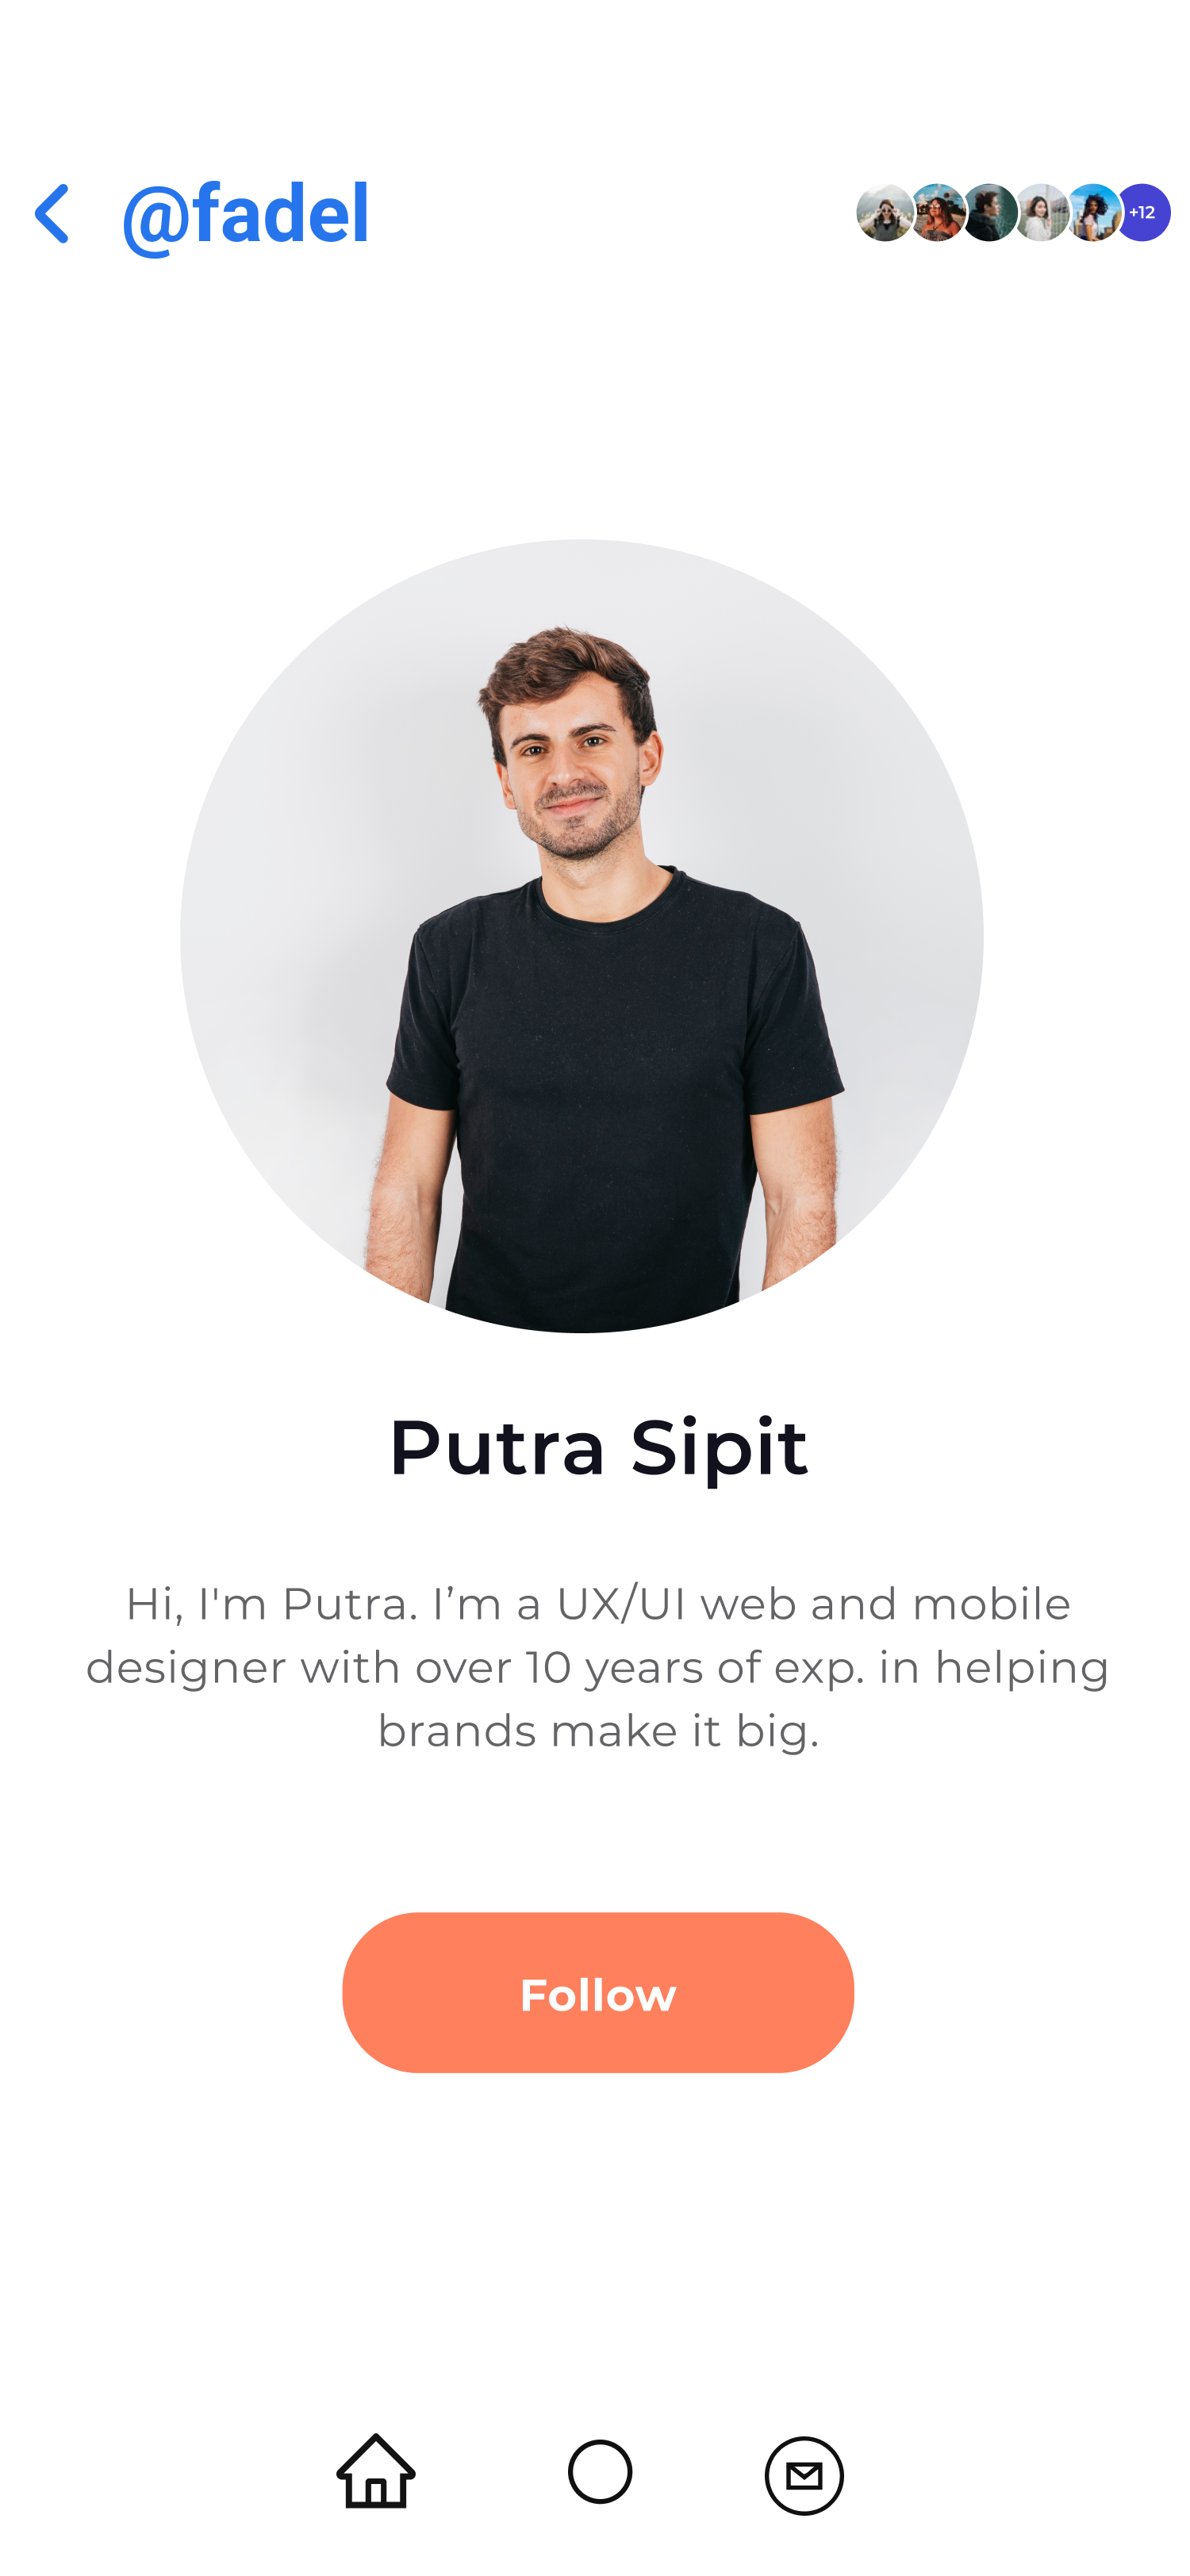 @fadel
+12
Putra Sipit
Hi, I'm Putra. I’m a UX/UI web and mobile
designer with over 10 years of exp. in helping
brands make it big.
Follow